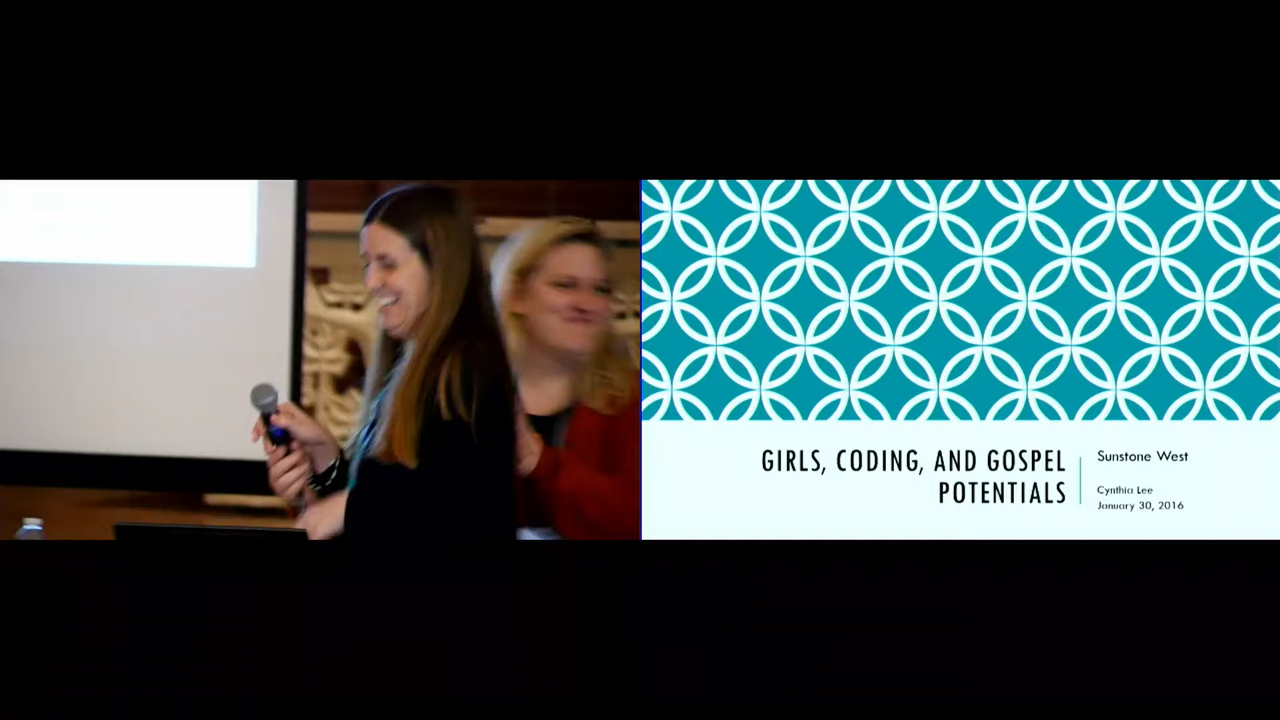 GIRLS, CODING, AND GOSPEL
POTENTIALS
Sunstone West
Cynthia Lee
January 30, 2016